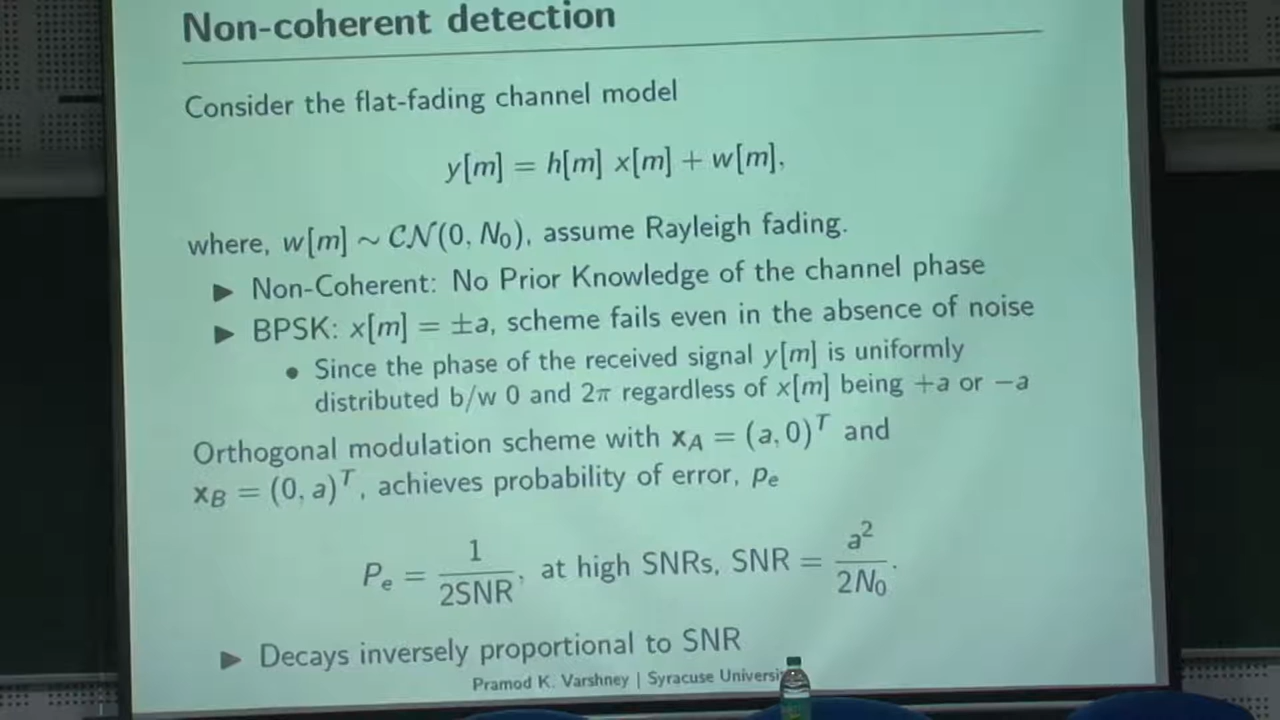 Non-coherent detection
Consider the flat-fading channel model
y[m] = h[m] x[m] + w[m],
where, w[m] ∼ 𝒞𝒩(0, N₀), assume Rayleigh fading.
▶ Non-Coherent: No Prior Knowledge of the channel phase
▶ BPSK: x[m] = ±a, scheme fails even in the absence of noise
• Since the phase of the received signal y[m] is uniformly
distributed b/w 0 and 2π regardless of x[m] being +a or −a
Orthogonal modulation scheme with x_A = (a, 0)^T and
x_B = (0, a)^T, achieves probability of error, p_e
P_e = 1/2SNR, at high SNRs, SNR = a²/2N₀.
▶ Decays inversely proportional to SNR
Pramod K. Varshney | Syracuse